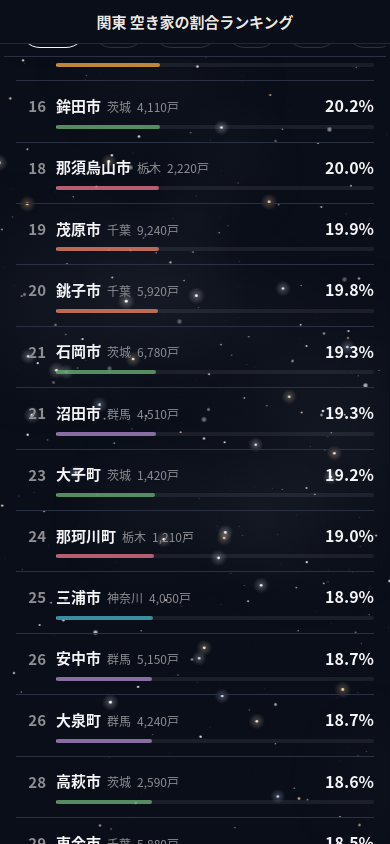 関東 空き家の割合ランキング
16 鉾田市 茨城 4,110戸 20.2%
18 那須烏山市 栃木 2,220戸 20.0%
19 茂原市 千葉 9,240戸 19.9%
20 銚子市 千葉 5,920戸 19.8%
21 石岡市 茨城 6,780戸 19.3%
21 沼田市 群馬 4,510戸 19.3%
23 大子町 茨城 1,420戸 19.2%
24 那珂川町 栃木 19.0%
25 三浦市 神奈川 4,050戸 18.9%
26 安中市 群馬 5,150戸 18.7%
26 大泉町 群馬 4,240戸 18.7%
28 高萩市 茨城 2,590戸 18.6%
29 18.5%